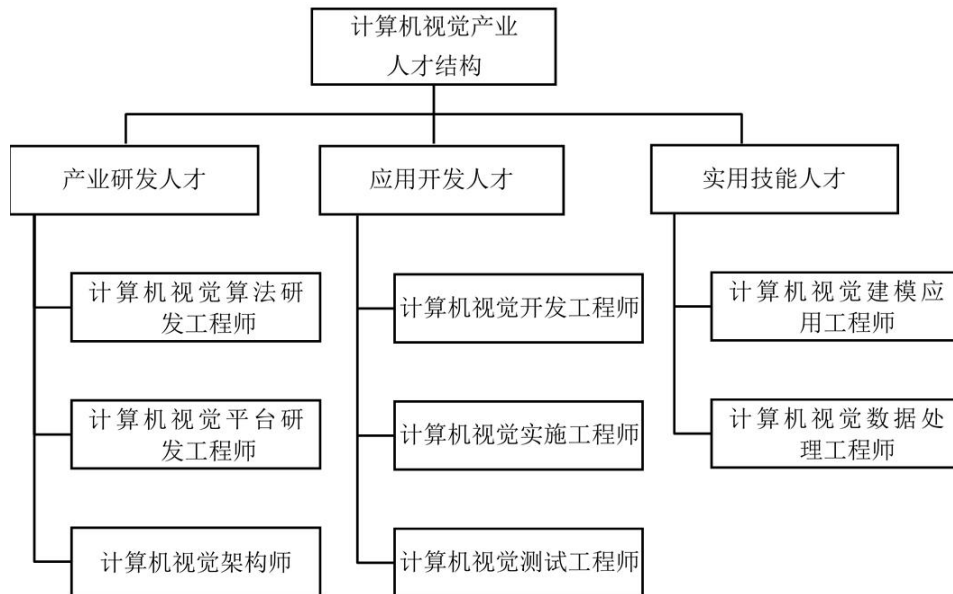 计算机视觉产业
人才结构
产业研发人才
应用开发人才
实用技能人才
计算机视觉算法研
发工程师
计算机视觉开发工程师
计算机视觉建模应
用工程师
计算机视觉平台研
发工程师
计算机视觉实施工程师
计算机视觉数据处
理工程师
计算机视觉架构师
计算机视觉测试工程师